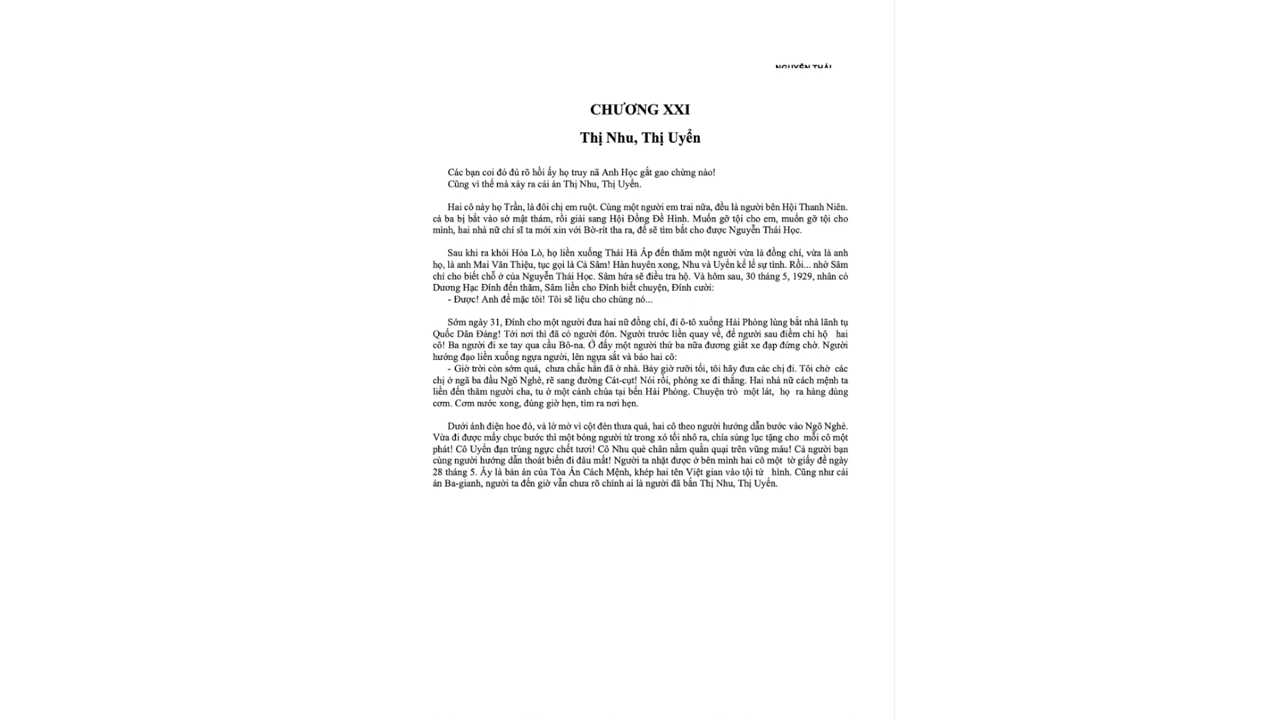 NGUYỄN THÁI
CHƯƠNG XXI
Thị Nhu, Thị Uyển
Các bạn coi đó đủ rõ hồi ấy họ truy nã Anh Học gắt gao chừng nào!
Cũng vì thế mà xảy ra cái án Thị Nhu, Thị Uyển.
Hai cô này họ Trần, là đôi chị em ruột. Cùng một người em trai nữa, đều là người bên Hội Thanh Niên.
cả ba bị bắt vào sở mật thám, rồi giải sang Hội Đồng Đề Hình. Muốn gỡ tội cho em, muốn gỡ tội cho
mình, hai nhà nữ chí sĩ ta mới xin với Bờ-rít tha ra, để sẽ tìm bắt cho được Nguyễn Thái Học.
Sau khi ra khỏi Hỏa Lò, họ liền xuống Thái Hà Ấp đến thăm một người vừa là đồng chí, vừa là anh
họ, là anh Mai Văn Thiệu, tục gọi là Cả Sâm! Hàn huyên xong, Nhu và Uyển kể lể sự tình. Rồi... nhờ Sâm
chỉ cho biết chỗ ở của Nguyễn Thái Học. Sâm hứa sẽ điều tra hộ. Và hôm sau, 30 tháng 5, 1929, nhân có
Dương Hạc Đính đến thăm, Sâm liền cho Đính biết chuyện, Đính cười:
- Được! Anh để mặc tôi! Tôi sẽ liệu cho chúng nó...
Sớm ngày 31, Đính cho một người đưa hai nữ đồng chí, đi ô-tô xuống Hải Phòng lùng bắt nhà lãnh tụ
Quốc Dân Đảng! Tới nơi thì đã có người đón. Người trước liền quay về, để người sau điềm chỉ hộ hai
cô! Ba người đi xe tay qua cầu Bô-na. Ở đấy một người thứ ba nữa đương giắt xe đạp đứng chờ. Người
hướng đạo liền xuống ngựa người, lên ngựa sắt và bảo hai cô:
- Giờ trời còn sớm quá, chưa chắc hắn đã ở nhà. Bảy giờ rưỡi tối, tôi hãy đưa các chị đi. Tôi chờ các
chị ở ngã ba đầu Ngõ Nghè, rẽ sang đường Cát-cụt! Nói rồi, phóng xe đi thẳng. Hai nhà nữ cách mệnh ta
liền đến thăm người cha, tu ở một cảnh chùa tại bến Hải Phòng. Chuyện trò một lát, họ ra hàng dùng
cơm. Cơm nước xong, đúng giờ hẹn, tìm ra nơi hẹn.
Dưới ánh điện hoe đỏ, và lờ mờ vì cột đèn thưa quá, hai cô theo người hướng dẫn bước vào Ngõ Nghè.
Vừa đi được mấy chục bước thì một bóng người từ trong xó tối nhô ra, chĩa súng lục tặng cho mỗi cô một
phát! Cô Uyển đạn trúng ngực chết tươi! Cô Nhu què chân nằm quằn quại trên vũng máu! Cả người bạn
cùng người hướng dẫn thoát biến đi đâu mất! Người ta nhặt được ở bên mình hai cô một tờ giấy đề ngày
28 tháng 5. Ấy là bản án của Tòa Án Cách Mệnh, khép hai tên Việt gian vào tội tử hình. Cũng như cái
án Ba-gianh, người ta đến giờ vẫn chưa rõ chính ai là người đã bắn Thị Nhu, Thị Uyển.